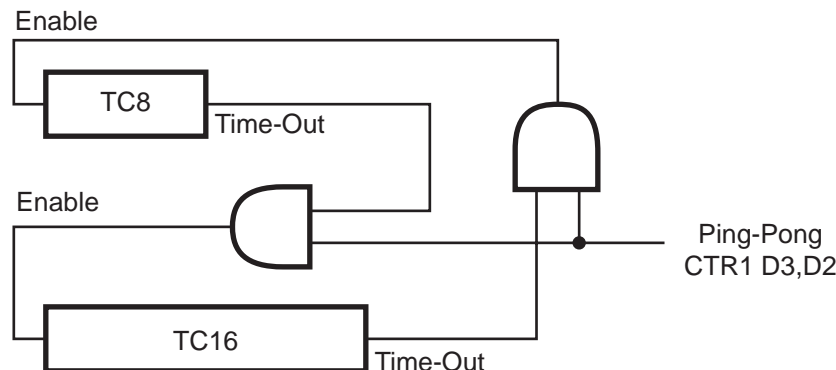 Enable
TC8
Time-Out
Enable
Ping-Pong
CTR1 D3,D2
TC16
Time-Out